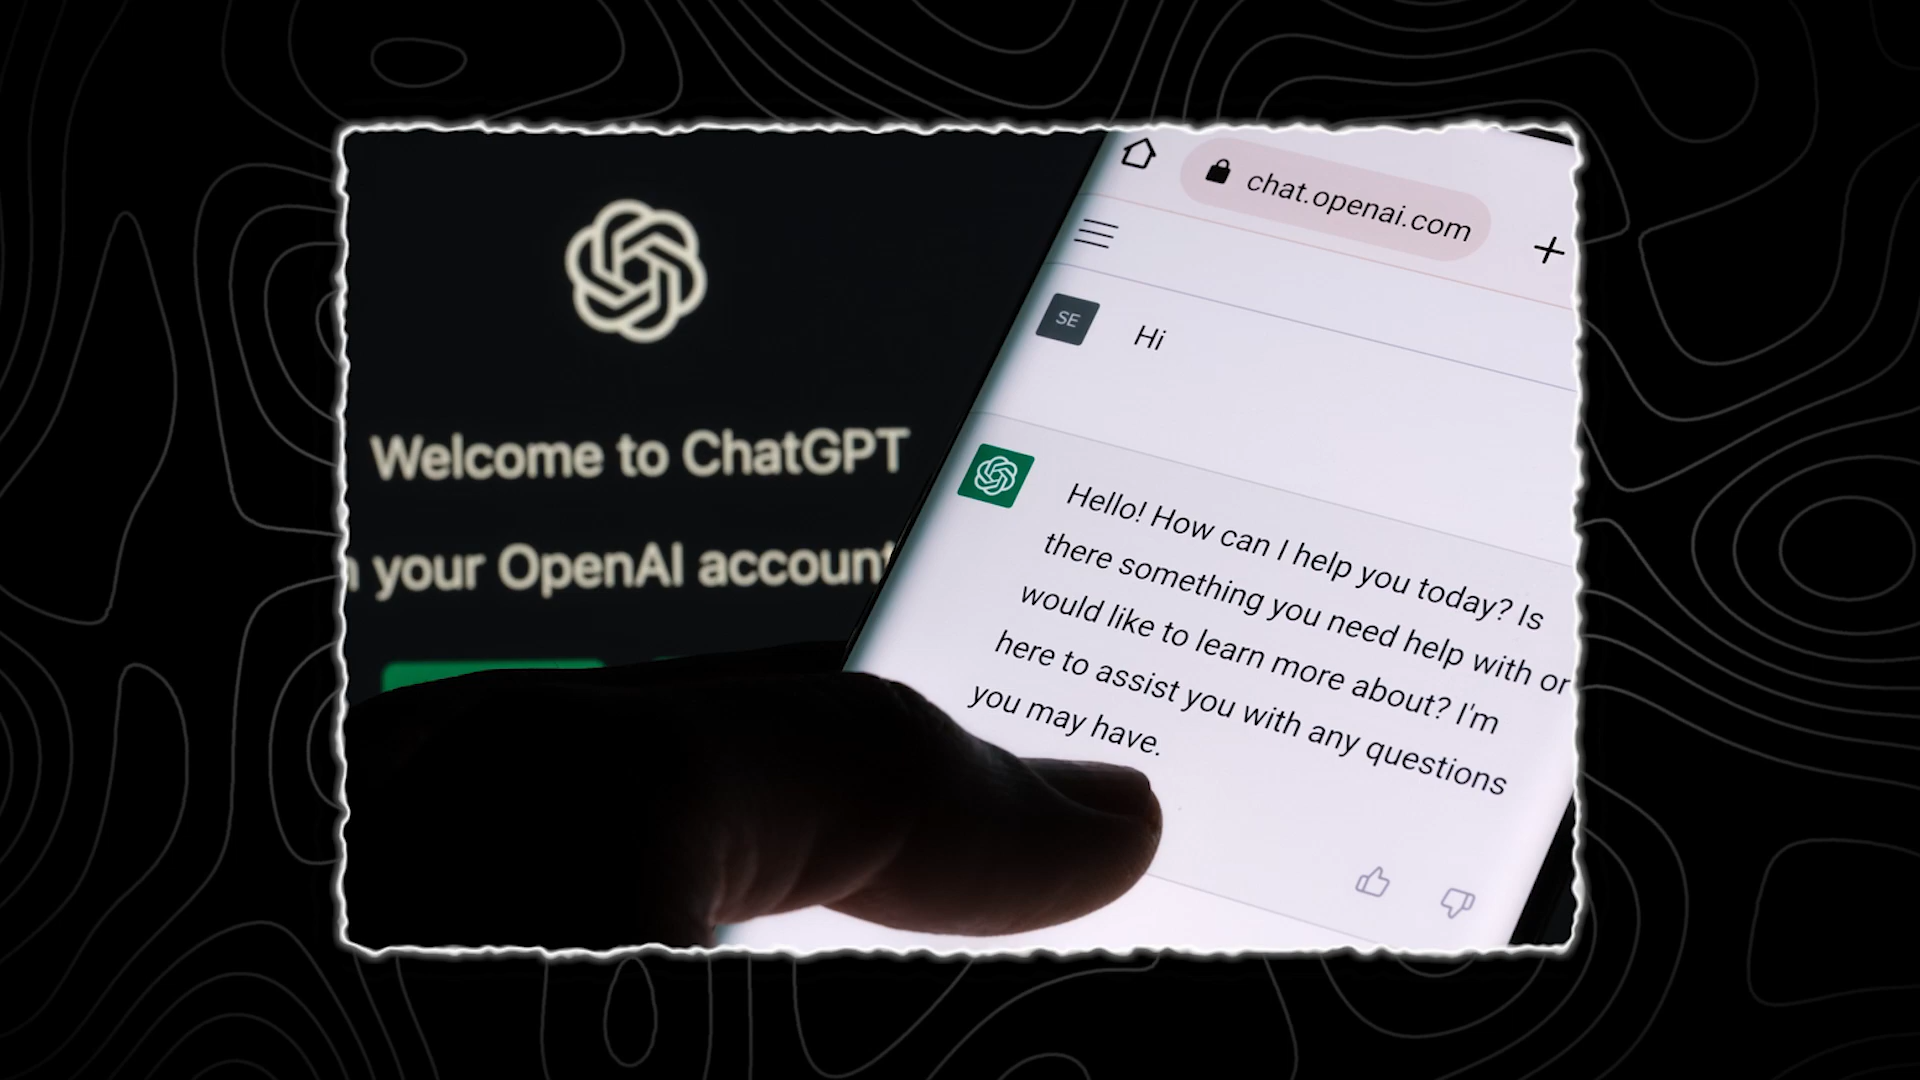 Welcome to ChatGPT
your OpenAI account
chat.openai.com
SE
Hi
Hello! How can I help you today? Is
there something you need help with or
would like to learn more about? I'm
here to assist you with any questions
you may have.